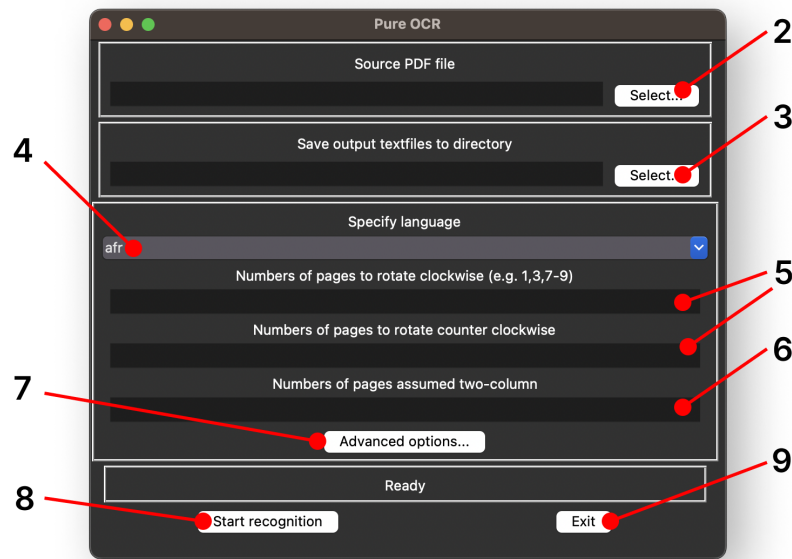 Pure OCR
2
Source PDF file
Select...
3
Save output textfiles to directory
Select...
4
Specify language
afr
Numbers of pages to rotate clockwise (e.g. 1,3,7-9)
5
Numbers of pages to rotate counter clockwise
6
Numbers of pages assumed two-column
7
Advanced options...
9
Ready
8
Start recognition
Exit